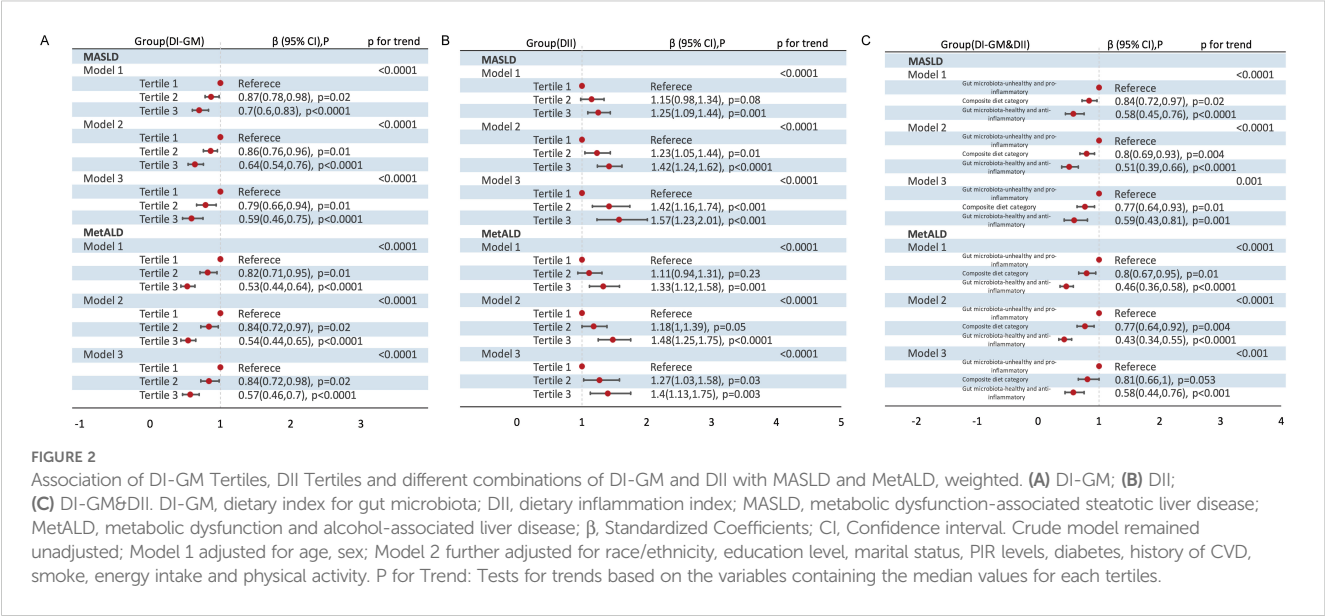 A
Group(DI-GM) β (95% CI),P p for trend
MASLD
Model 1 <0.0001
Tertile 1 Referece
Tertile 2 0.87(0.78,0.98), p=0.02
Tertile 3 0.7(0.6,0.83), p<0.0001
Model 2 <0.0001
Tertile 1 Referece
Tertile 2 0.86(0.76,0.96), p=0.01
Tertile 3 0.64(0.54,0.76), p<0.0001
Model 3 <0.0001
Tertile 1 Referece
Tertile 2 0.79(0.66,0.94), p=0.01
Tertile 3 0.59(0.46,0.75), p<0.0001
MetALD
Model 1 <0.0001
Tertile 1 Referece
Tertile 2 0.82(0.71,0.95), p=0.01
Tertile 3 0.53(0.44,0.64), p<0.0001
Model 2 <0.0001
Tertile 1 Referece
Tertile 2 0.84(0.72,0.97), p=0.02
Tertile 3 0.54(0.44,0.65), p<0.0001
Model 3 <0.0001
Tertile 1 Referece
Tertile 2 0.84(0.72,0.98), p=0.02
Tertile 3 0.57(0.46,0.7), p<0.0001
-1 0 1 2 3
B
Group(DII) β (95% CI),P p for trend
MASLD
Model 1 <0.0001
Tertile 1 Referece
Tertile 2 1.15(0.98,1.34), p=0.08
Tertile 3 1.25(1.09,1.44), p=0.001
Model 2 <0.0001
Tertile 1 Referece
Tertile 2 1.23(1.05,1.44), p=0.01
Tertile 3 1.42(1.24,1.62), p<0.0001
Model 3 <0.0001
Tertile 1 Referece
Tertile 2 1.42(1.16,1.74), p<0.001
Tertile 3 1.57(1.23,2.01), p<0.001
MetALD
Model 1 <0.0001
Tertile 1 Referece
Tertile 2 1.11(0.94,1.31), p=0.23
Tertile 3 1.33(1.12,1.58), p=0.001
Model 2 <0.0001
Tertile 1 Referece
Tertile 2 1.18(1,1.39), p=0.05
Tertile 3 1.48(1.25,1.75), p<0.0001
Model 3 <0.0001
Tertile 1 Referece
Tertile 2 1.27(1.03,1.58), p=0.03
Tertile 3 1.4(1.13,1.75), p=0.003
0 1 2 3 4 5
C
Group(DI-GM&DII) β (95% CI),P p for trend
MASLD
Model 1 <0.0001
Gut microbiota-unhealthy and pro-
inflammatory Referece
Composite diet category 0.84(0.72,0.97), p=0.02
Gut microbiota-healthy and anti-
inflammatory 0.58(0.45,0.76), p<0.0001
Model 2 <0.0001
Gut microbiota-unhealthy and pro-
inflammatory Referece
Composite diet category 0.8(0.69,0.93), p=0.004
Gut microbiota-healthy and anti-
inflammatory 0.51(0.39,0.66), p<0.0001
Model 3 0.001
Gut microbiota-unhealthy and pro-
inflammatory Referece
Composite diet category 0.77(0.64,0.93), p=0.01
Gut microbiota-healthy and anti-
inflammatory 0.59(0.43,0.81), p=0.001
MetALD
Model 1 <0.0001
Gut microbiota-unhealthy and pro-
inflammatory Referece
Composite diet category 0.8(0.67,0.95), p=0.01
Gut microbiota-healthy and anti-
inflammatory 0.46(0.36,0.58), p<0.0001
Model 2 <0.0001
Gut microbiota-unhealthy and pro-
inflammatory Referece
Composite diet category 0.77(0.64,0.92), p=0.004
Gut microbiota-healthy and anti-
inflammatory 0.43(0.34,0.55), p<0.0001
Model 3 <0.001
Gut microbiota-unhealthy and pro-
inflammatory Referece
Composite diet category 0.81(0.66,1), p=0.053
Gut microbiota-healthy and anti-
inflammatory 0.58(0.44,0.76), p<0.001
-2 -1 0 1 2 3 4
FIGURE 2
Association of DI-GM Tertiles, DII Tertiles and different combinations of DI-GM and DII with MASLD and MetALD, weighted. (A) DI-GM; (B) DII;
(C) DI-GM&DII. DI-GM, dietary index for gut microbiota; DII, dietary inflammation index; MASLD, metabolic dysfunction-associated steatotic liver disease;
MetALD, metabolic dysfunction and alcohol-associated liver disease; β, Standardized Coefficients; CI, Confidence interval. Crude model remained
unadjusted; Model 1 adjusted for age, sex; Model 2 further adjusted for race/ethnicity, education level, marital status, PIR levels, diabetes, history of CVD,
smoke, energy intake and physical activity. P for Trend: Tests for trends based on the variables containing the median values for each tertiles.